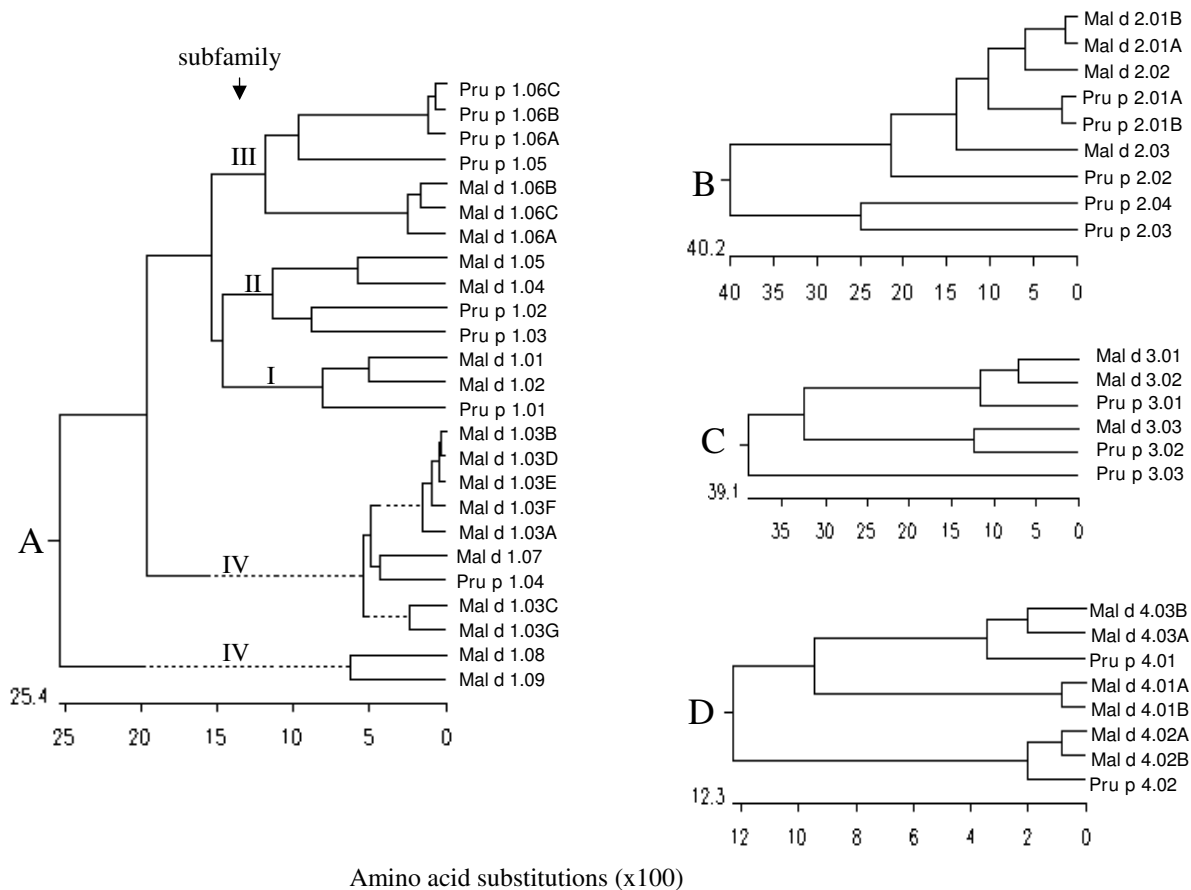 subfamily
Pru p 1.06C
Pru p 1.06B
Pru p 1.06A
III
Pru p 1.05
Mal d 1.06B
Mal d 1.06C
Mal d 1.06A
Mal d 1.05
II
Mal d 1.04
Pru p 1.02
Pru p 1.03
Mal d 1.01
I
Mal d 1.02
Pru p 1.01
Mal d 1.03B
Mal d 1.03D
Mal d 1.03E
Mal d 1.03F
Mal d 1.03A
A
Mal d 1.07
IV
Pru p 1.04
Mal d 1.03C
Mal d 1.03G
IV
Mal d 1.08
Mal d 1.09
25.4
25 20 15 10 5 0
Mal d 2.01B
Mal d 2.01A
Mal d 2.02
Pru p 2.01A
Pru p 2.01B
Mal d 2.03
B
Pru p 2.02
Pru p 2.04
Pru p 2.03
40.2
40 35 30 25 20 15 10 5 0
Mal d 3.01
Mal d 3.02
Pru p 3.01
C
Mal d 3.03
Pru p 3.02
Pru p 3.03
39.1
35 30 25 20 15 10 5 0
Mal d 4.03B
Mal d 4.03A
Pru p 4.01
Mal d 4.01A
D
Mal d 4.01B
Mal d 4.02A
Mal d 4.02B
Pru p 4.02
12.3
12 10 8 6 4 2 0
Amino acid substitutions (x100)